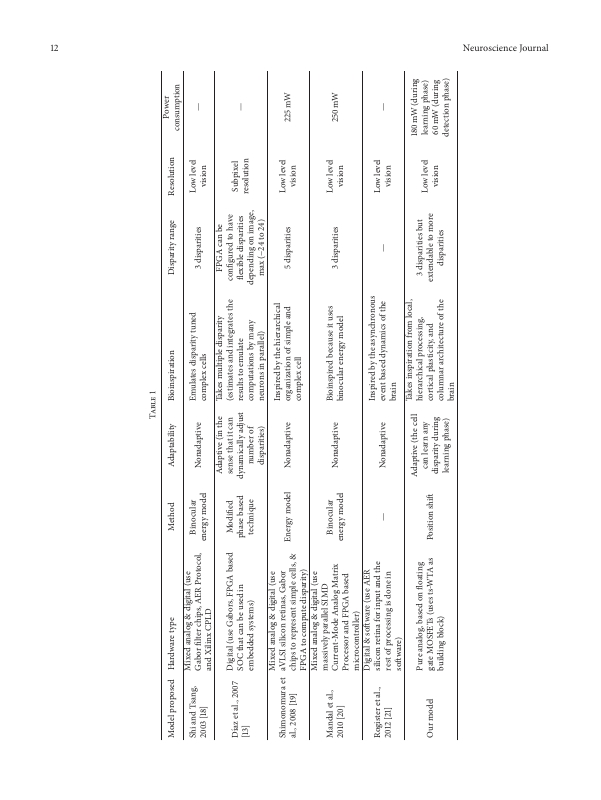 12
Neuroscience Journal
TABLE 1
Model proposed Hardware type Method Adaptability Bioinspiration Disparity range Resolution Power consumption
Shi and Tsang,
2003 [18]
Mixed analog & digital (use
Gabor filter chips, AER Protocol,
and Xilinx CPLD
Binocular
energy model
Nonadaptive
Emulates disparity tuned
complex cells
3 disparities
Low level
vision
—
Diaz et al., 2007
[13]
Digital (use Gabors, FPGA based
SOC that can be used in
embedded systems)
Modified
phase based
technique
Adaptive (in the
sense that it can
dynamically adjust
number of
disparities)
Takes multiple disparity
(estimates and integrates the
results to emulate
computations by many
neurons in parallel)
FPGA can be
configured to have
flexible disparities
depending on image,
max (−24 to 24)
Subpixel
resolution
—
Shimonomura et
al., 2008 [19]
Mixed analog & digital (use
aVLSI silicon retinas, Gabor
chips to represent simple cells, &
FPGA to compute disparity)
Energy model
Nonadaptive
Inspired by the hierarchical
organization of simple and
complex cell
5 disparities
Low level
vision
225 mW
Mandal et al.,
2010 [20]
Mixed analog & digital (use
massively parallel SIMD
Current-Mode Analog Matrix
Processor and FPGA based
microcontroller)
Binocular
energy model
Nonadaptive
Bioinspired because it uses
binocular energy model
3 disparities
Low level
vision
250 mW
Rogister et al.,
2012 [21]
Digital & software (use AER
silicon retina for input and the
rest of processing is done in
software)
—
Nonadaptive
Inspired by the asynchronous
event based dynamics of the
brain
—
Low level
vision
—
Our model
Pure analog, based on floating
gate MOSFETs (uses ts-WTA as
building block)
Position shift
Adaptive (the cell
can learn any
disparity during
learning phase)
Takes inspiration from local,
hierarchical processing,
cortical plasticity, and
columnar architecture of the
brain
3 disparities but
extendable to more
disparities
Low level
vision
180 mW (during
learning phase)
60 mW (during
detection phase)